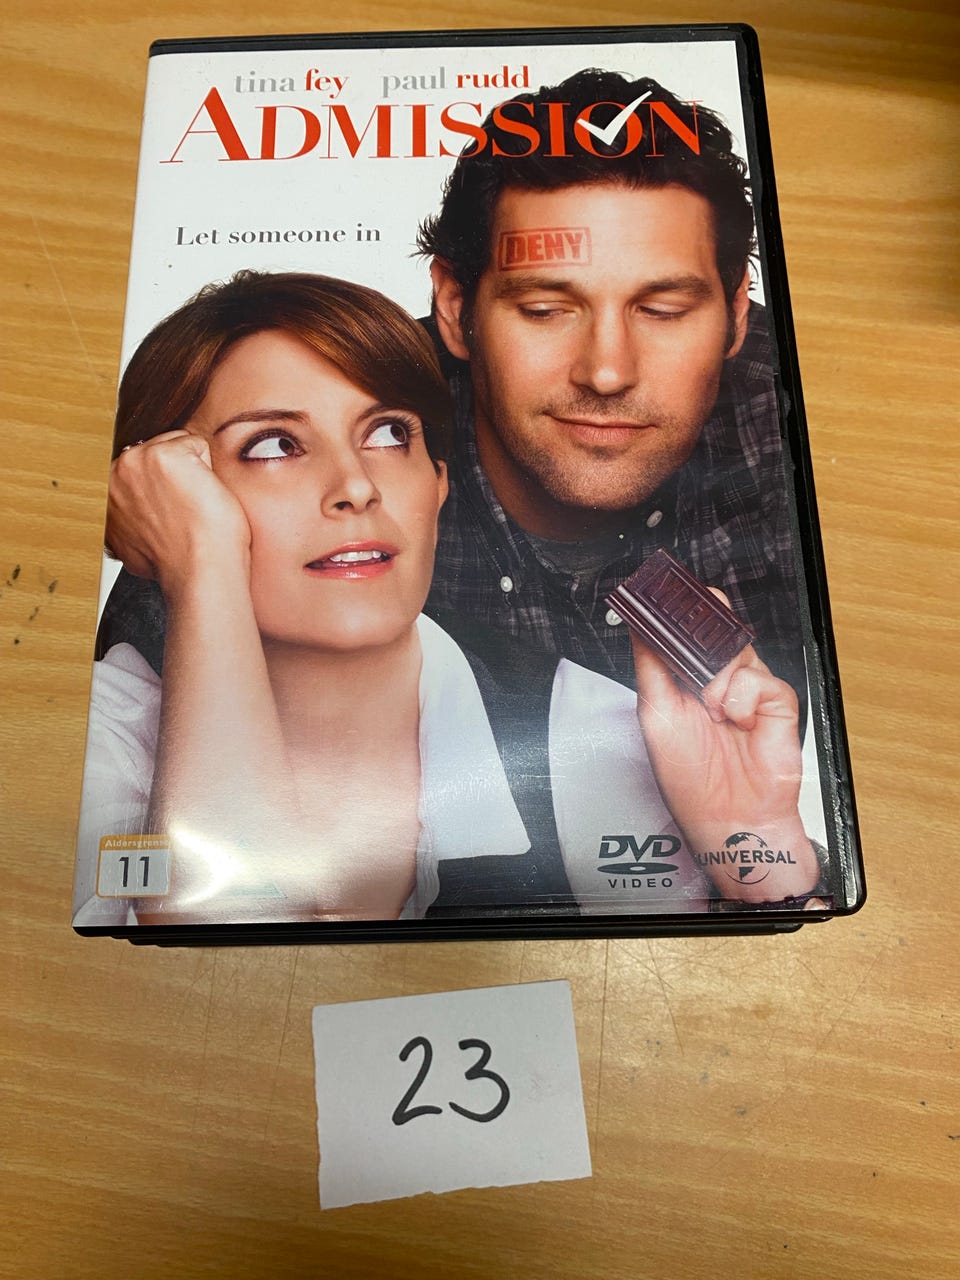 tina fey paul rudd
ADMISSION
Let someone in
DENY
Aldersgrense
11
DVD
VIDEO
UNIVERSAL
23